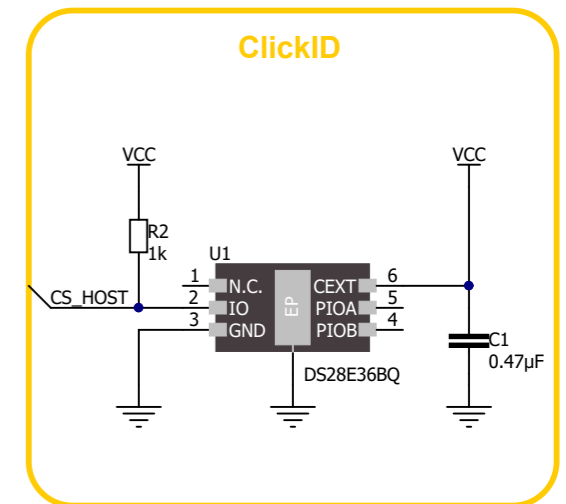 ClickID
VCC
VCC
R2
1k
U1
CS_HOST
1
2
3
N.C.
IO
GND
EP
CEXT
PIOA
PIOB
6
5
4
DS28E36BQ
C1
0.47µF